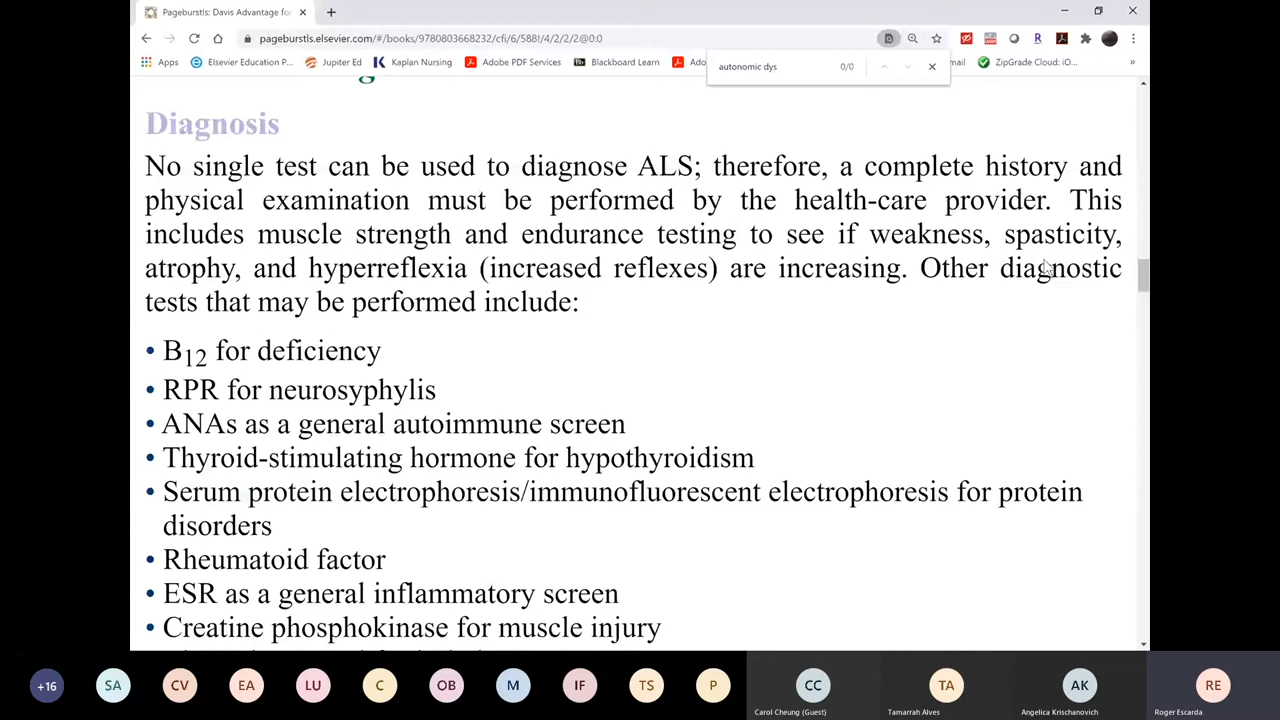 Pageburstls: Davis Advantage for
pageburstls.elsevier.com/#/books/9780803668232/cfi/6/588!/4/2/2/2@0:0
Apps
Elsevier Education P...
Jupiter Ed
Kaplan Nursing
Adobe PDF Services
Blackboard Learn
Ado
mail
ZipGrade Cloud: iO...
autonomic dys 0/0
Diagnosis
No single test can be used to diagnose ALS; therefore, a complete history and
physical examination must be performed by the health-care provider. This
includes muscle strength and endurance testing to see if weakness, spasticity,
atrophy, and hyperreflexia (increased reflexes) are increasing. Other diagnostic
tests that may be performed include:
• B12 for deficiency
• RPR for neurosyphylis
• ANAs as a general autoimmune screen
• Thyroid-stimulating hormone for hypothyroidism
• Serum protein electrophoresis/immunofluorescent electrophoresis for protein
disorders
• Rheumatoid factor
• ESR as a general inflammatory screen
• Creatine phosphokinase for muscle injury
+16 SA CV EA LU C OB M IF TS P CC TA AK RE
Carol Cheung (Guest)
Tamarrah Alves
Angelica Krischanovich
Roger Escarda